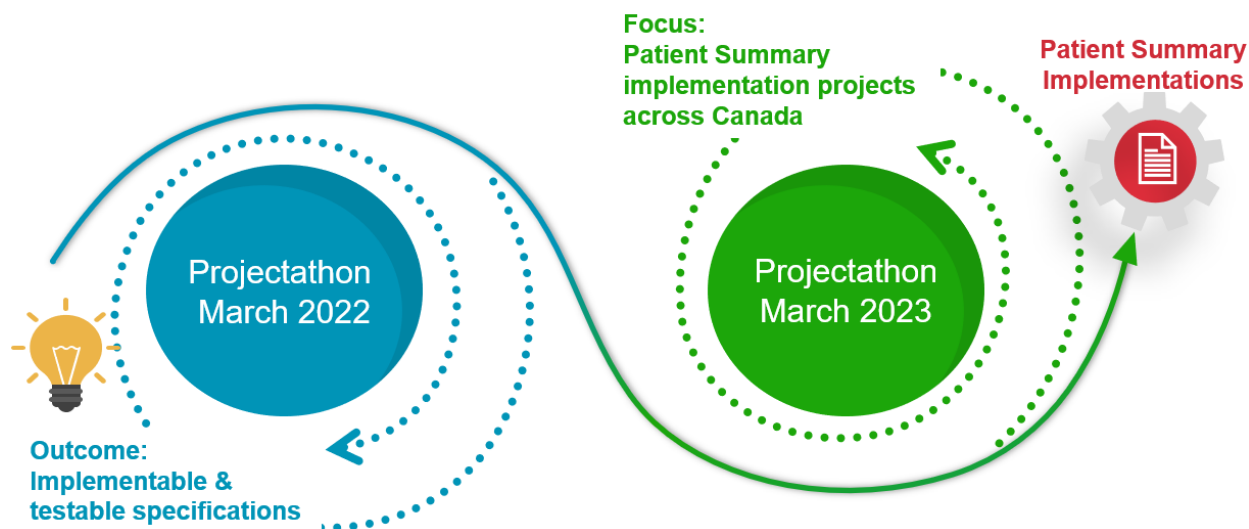 Projectathon
March 2022
Outcome:
Implementable &
testable specifications
Focus:
Patient Summary
implementation projects
across Canada
Projectathon
March 2023
Patient Summary
Implementations